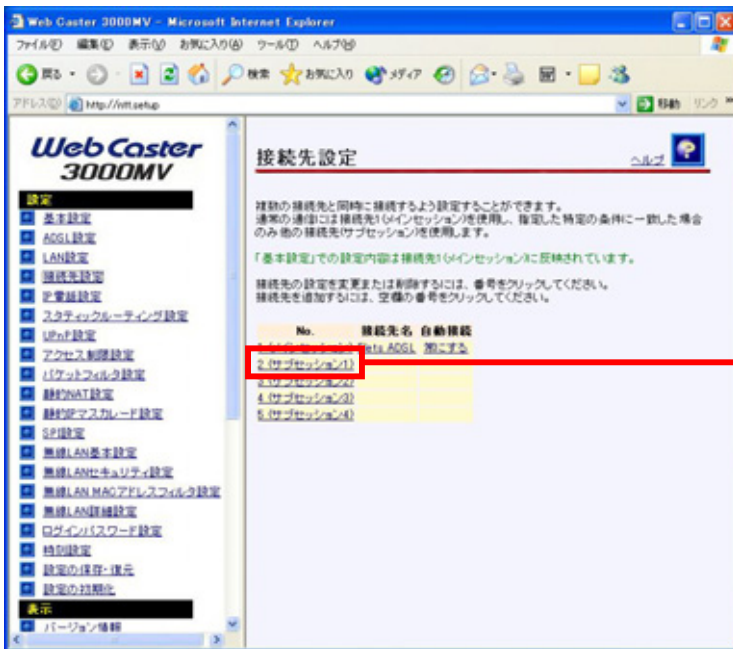 Web Caster 3000MV - Microsoft Internet Explorer
ファイル(F) 編集(E) 表示(V) お気に入り(A) ツール(T) ヘルプ(H)
戻る 検索 お気に入り メディア
アドレス(D) http://ntt.setup 移動 リンク
Web Caster
3000MV
設定
基本設定
ADSL設定
LAN設定
接続先設定
IP電話設定
スタティックルーティング設定
UPnP設定
アクセス制限設定
パケットフィルタ設定
静的NAT設定
静的IPマスカレード設定
SPI設定
無線LAN基本設定
無線LANセキュリティ設定
無線LAN MACアドレスフィルタ設定
無線LAN詳細設定
ログインパスワード設定
時刻設定
設定の保存・復元
設定の初期化
表示
バージョン情報
接続先設定
ヘルプ
複数の接続先と同時に接続するよう設定することができます。
通常の通信には接続先1(メインセッション)を使用し、指定した特定の条件に一致した場合
のみ他の接続先(サブセッション)を使用します。
「基本設定」での設定内容は接続先1(メインセッション)に反映されています。
接続先の設定を変更または削除するには、番号をクリックしてください。
接続先を追加するには、空欄の番号をクリックしてください。
No. 接続先名 自動接続
1.(メインセッション) Flets ADSL 常にする
2.(サブセッション1)
3.(サブセッション2)
4.(サブセッション3)
5.(サブセッション4)